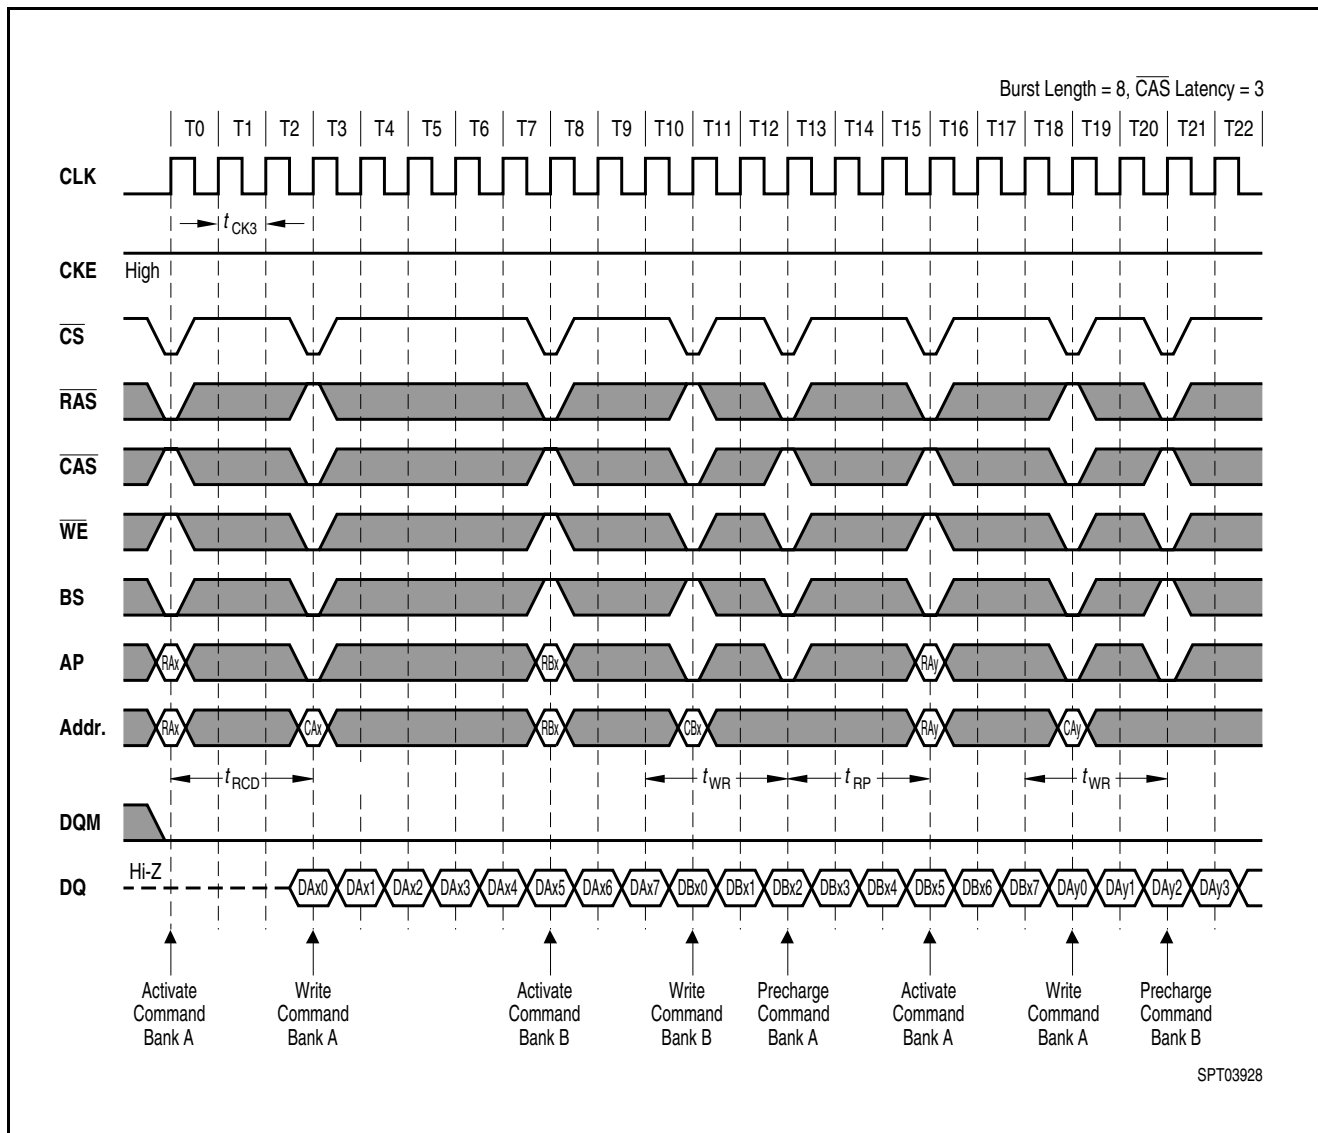 Burst Length = 8, CAS Latency = 3
T0 T1 T2 T3 T4 T5 T6 T7 T8 T9 T10 T11 T12 T13 T14 T15 T16 T17 T18 T19 T20 T21 T22
CLK
tCK3
CKE High
CS
RAS
CAS
WE
BS
AP RAx RBx RAy
Addr. RAx CAx RBx CBx RAy CAy
tRCD tWR tRP tWR
DQM
Hi-Z
DQ DAx0 DAx1 DAx2 DAx3 DAx4 DAx5 DAx6 DAx7 DBx0 DBx1 DBx2 DBx3 DBx4 DBx5 DBx6 DBx7 DAy0 DAy1 DAy2 DAy3
Activate Write Activate Write Precharge Activate Write Precharge
Command Command Command Command Command Command Command Command
Bank A Bank A Bank B Bank B Bank A Bank A Bank A Bank B
SPT03928